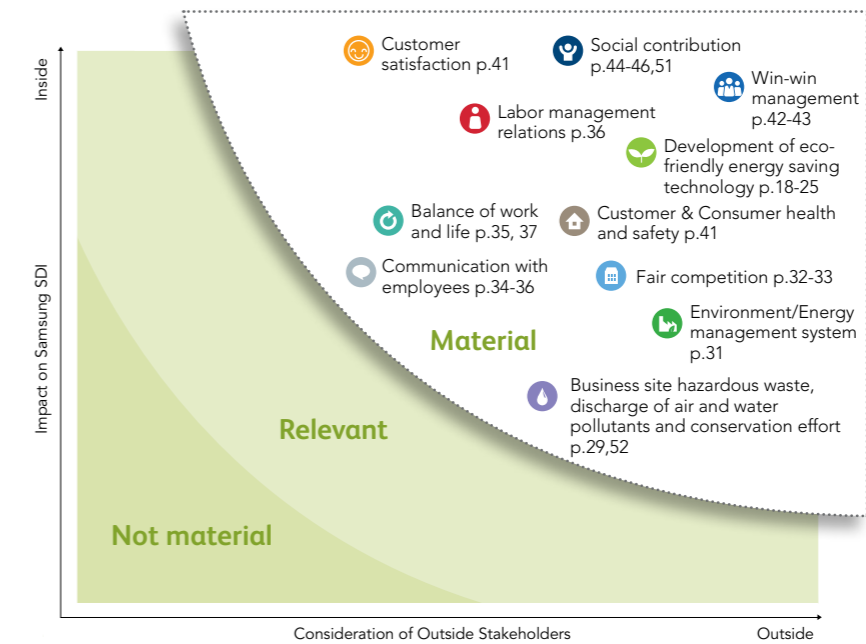 Inside
Impact on Samsung SDI
Customer
satisfaction p.41
Social contribution
p.44-46,51
Win-win
management
p.42-43
Labor management
relations p.36
Development of eco-
friendly energy saving
technology p.18-25
Balance of work
and life p.35, 37
Customer & Consumer health
and safety p.41
Communication with
employees p.34-36
Fair competition p.32-33
Environment/Energy
management system
p.31
Material
Business site hazardous waste,
discharge of air and water
pollutants and conservation effort
p.29,52
Relevant
Not material
Consideration of Outside Stakeholders
Outside